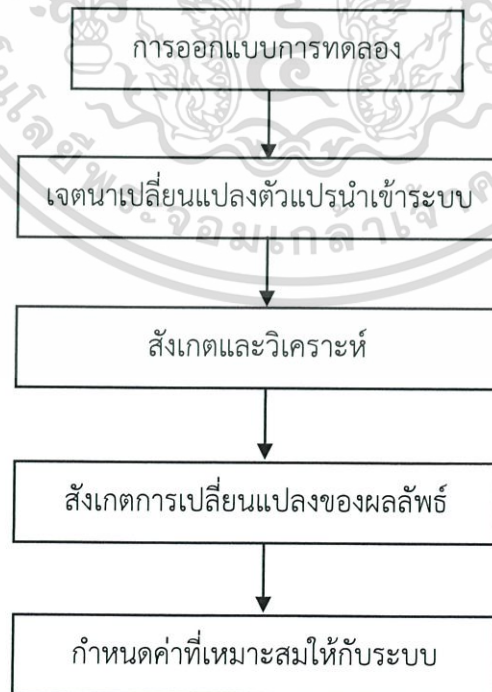 การออกแบบการทดลอง
เจตนาเปลี่ยนแปลงตัวแปรนำเข้าระบบ
สังเกตและวิเคราะห์
สังเกตการเปลี่ยนแปลงของผลลัพธ์
กำหนดค่าที่เหมาะสมให้กับระบบ